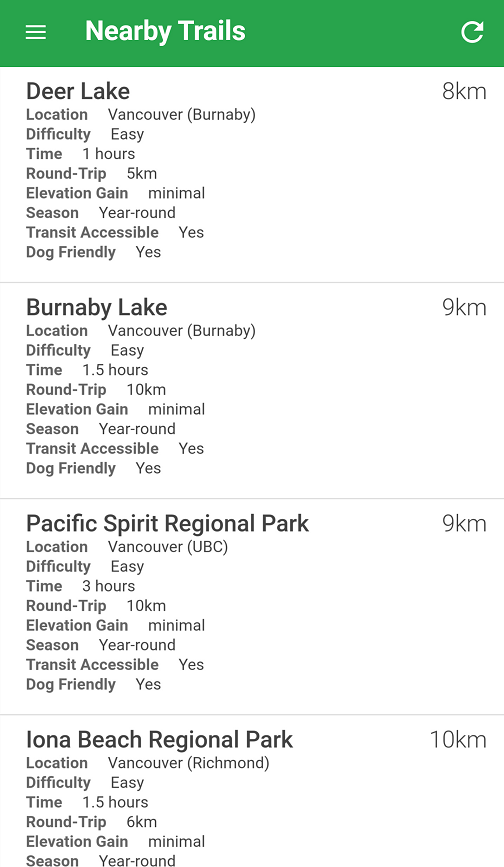 Nearby Trails
Deer Lake 8km
Location Vancouver (Burnaby)
Difficulty Easy
Time 1 hours
Round-Trip 5km
Elevation Gain minimal
Season Year-round
Transit Accessible Yes
Dog Friendly Yes
Burnaby Lake 9km
Location Vancouver (Burnaby)
Difficulty Easy
Time 1.5 hours
Round-Trip 10km
Elevation Gain minimal
Season Year-round
Transit Accessible Yes
Dog Friendly Yes
Pacific Spirit Regional Park 9km
Location Vancouver (UBC)
Difficulty Easy
Time 3 hours
Round-Trip 10km
Elevation Gain minimal
Season Year-round
Transit Accessible Yes
Dog Friendly Yes
Iona Beach Regional Park 10km
Location Vancouver (Richmond)
Difficulty Easy
Time 1.5 hours
Round-Trip 6km
Elevation Gain minimal
Season Year-round